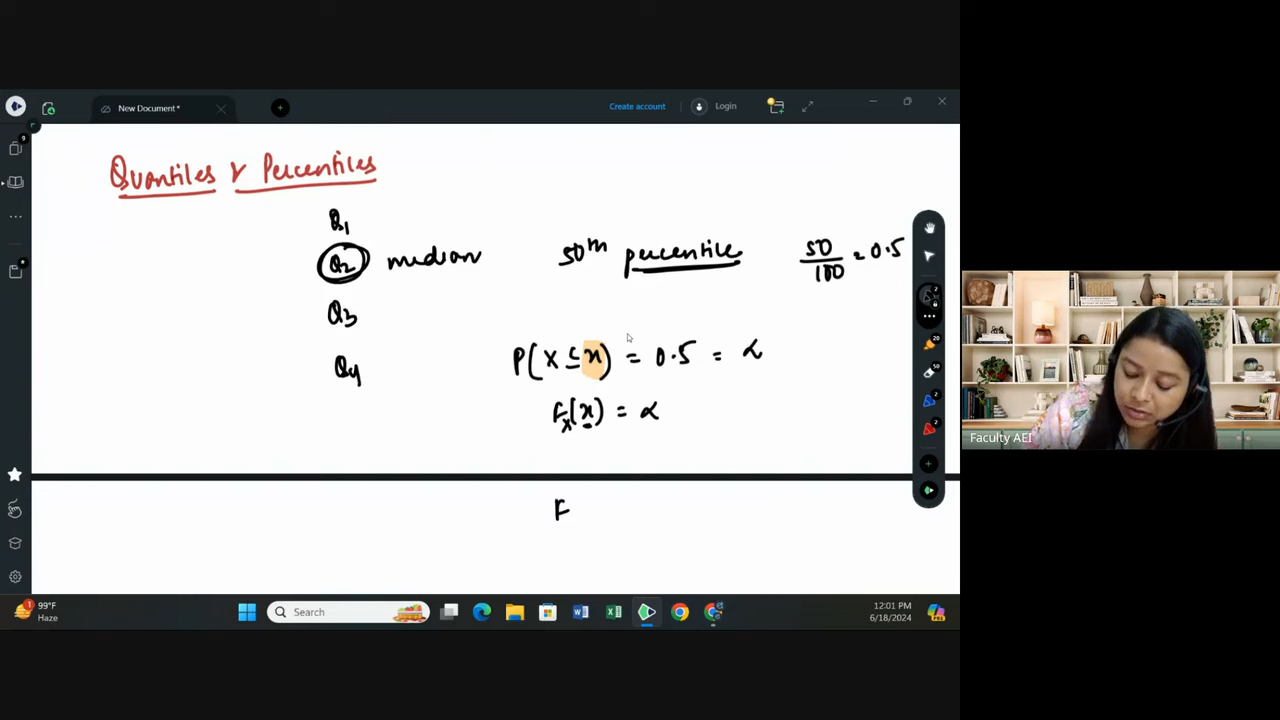 New Document*
Create account
Login
Quantiles & Percentiles
Q1
Q2 median 50th percentile 50/100 = 0.5
Q3
P(X ≤ x) = 0.5 = α
Q4
Fx(x) = α
F
Faculty AEI
99°F
Haze
Search
12:01 PM
6/18/2024